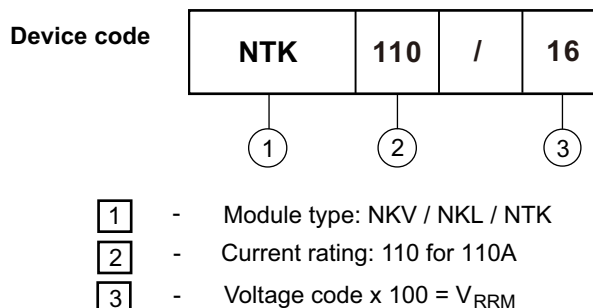 Device code
NTK 110 / 16
1 2 3
1 - Module type: NKV / NKL / NTK
2 - Current rating: 110 for 110A
3 - Voltage code x 100 = VRRM